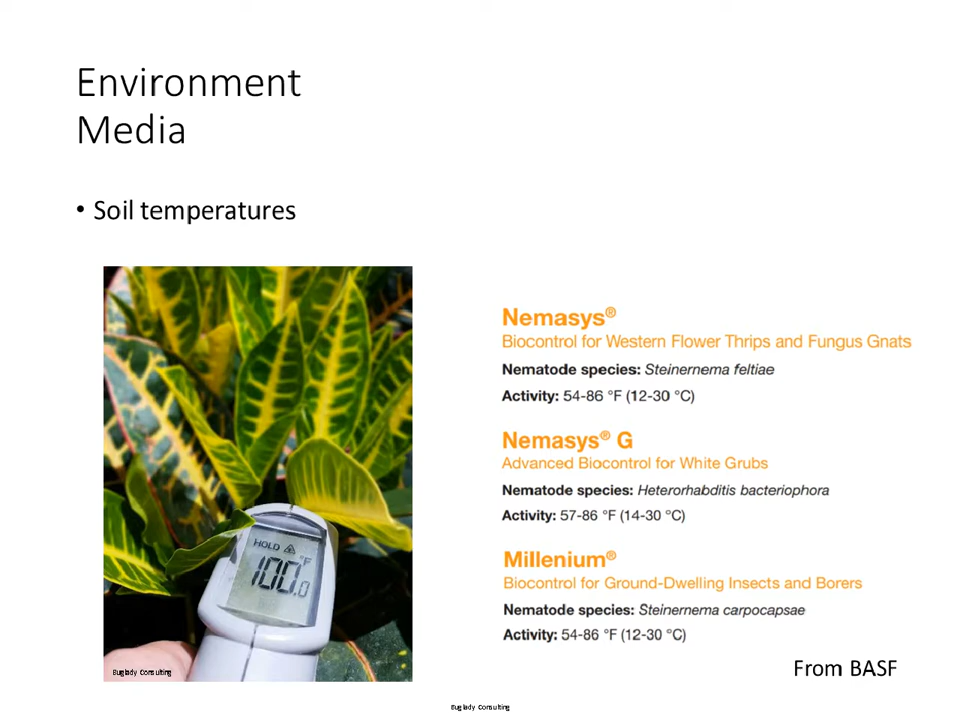 Environment
Media
• Soil temperatures
HOLD
°F
100.0
Buglady Consulting
Nemasys®
Biocontrol for Western Flower Thrips and Fungus Gnats
Nematode species: Steinernema feltiae
Activity: 54-86 °F (12-30 °C)
Nemasys® G
Advanced Biocontrol for White Grubs
Nematode species: Heterorhabditis bacteriophora
Activity: 57-86 °F (14-30 °C)
Millenium®
Biocontrol for Ground-Dwelling Insects and Borers
Nematode species: Steinernema carpocapsae
Activity: 54-86 °F (12-30 °C)
From BASF
Buglady Consulting